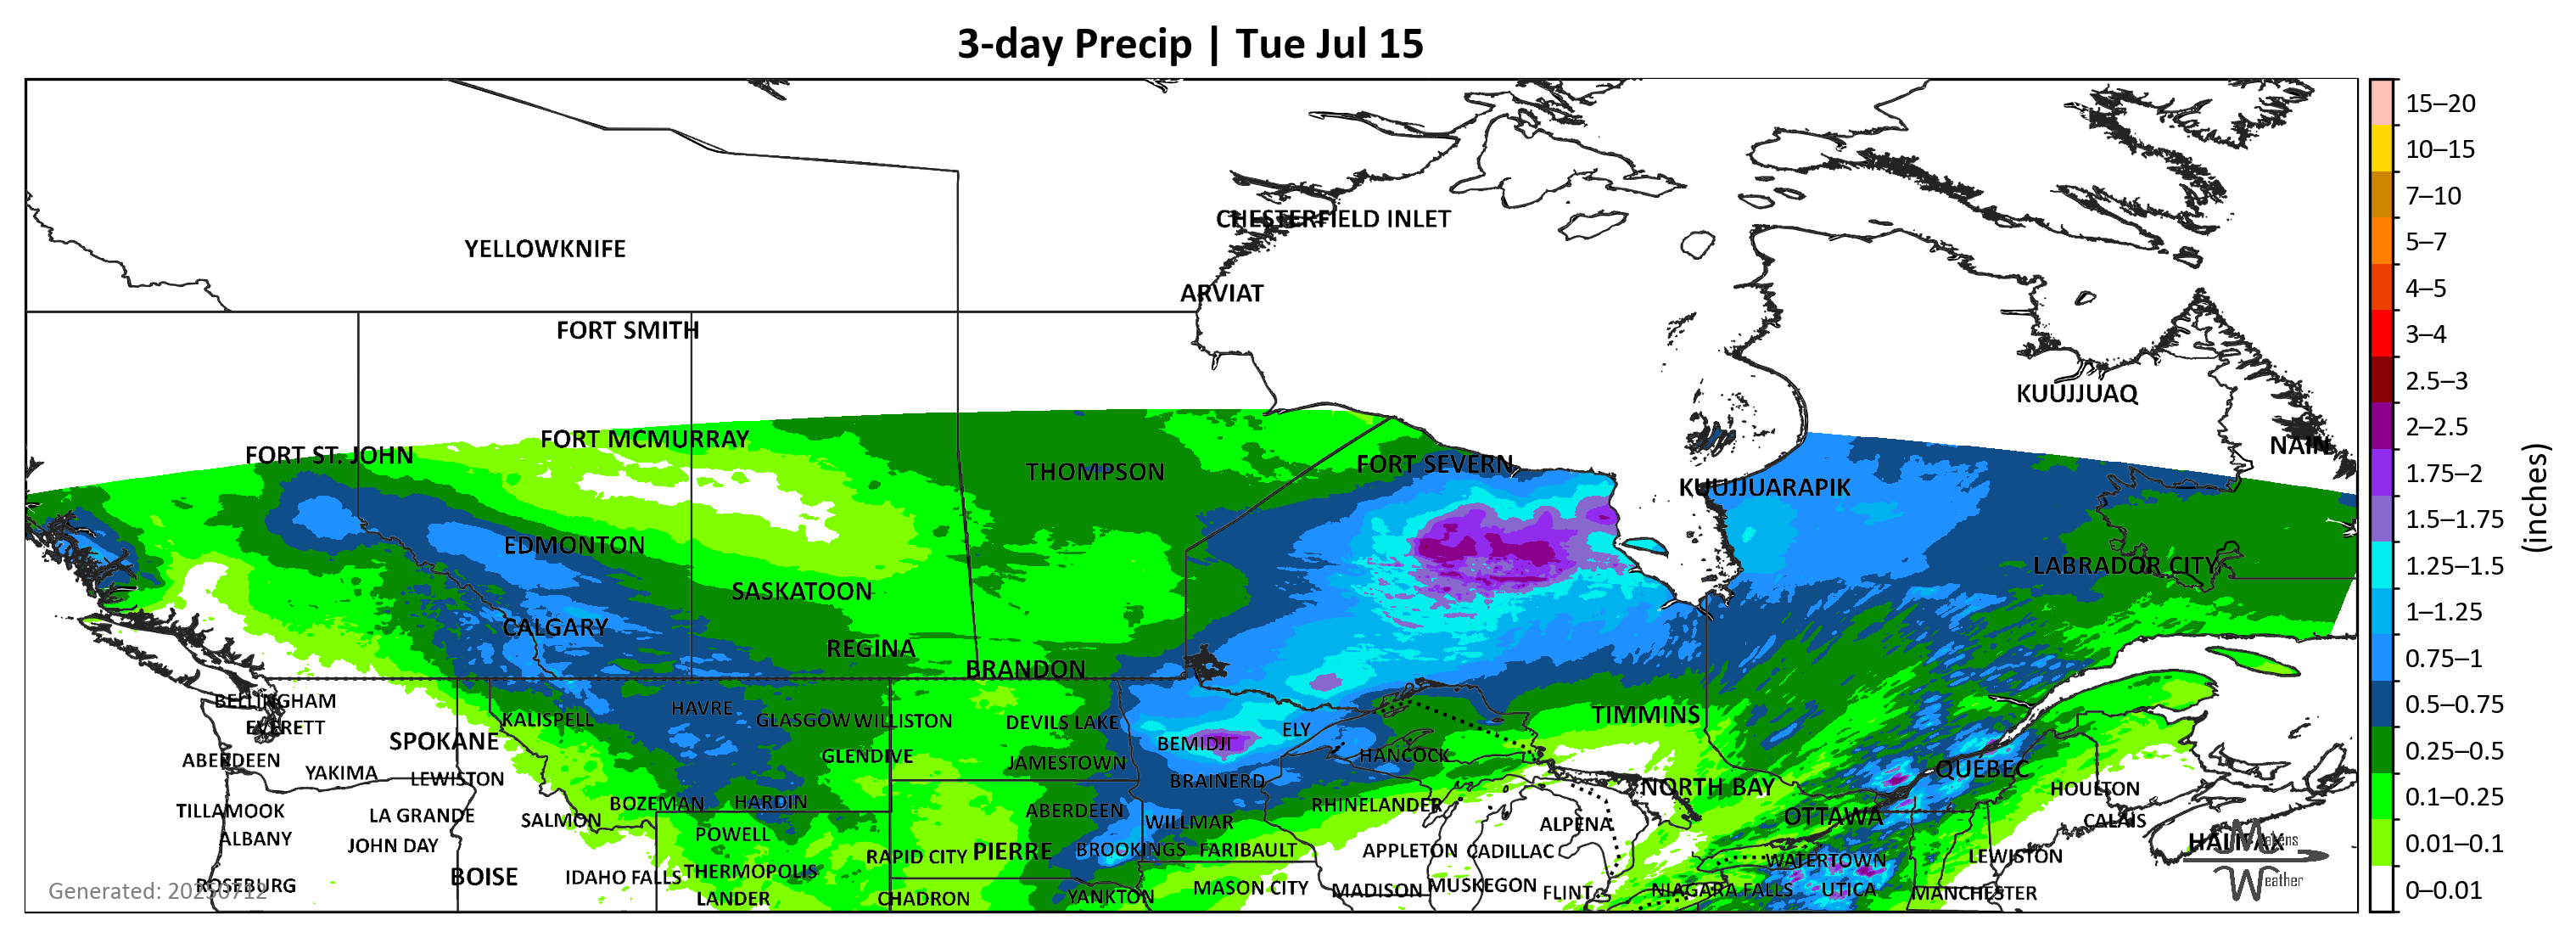 3-day Precip | Tue Jul 15
CHESTERFIELD INLET
YELLOWKNIFE
ARVIAT
FORT SMITH
KUUJJUAQ
FORT MCMURRAY
NAIN
FORT ST. JOHN
THOMPSON
FORT SEVERN
KUUJJUARAPIK
EDMONTON
LABRADOR CITY
SASKATOON
CALGARY
REGINA
BRANDON
BELLINGHAM
HAVRE
KALISPELL
GLASGOW
WILLISTON
DEVILS LAKE
TIMMINS
EVERETT
ELY
SPOKANE
BEMIDJI
GLENDIVE
HANCOCK
ABERDEEN
JAMESTOWN
QUEBEC
YAKIMA
LEWISTON
BRAINERD
NORTH BAY
HOULTON
BOZEMAN
HARDIN
RHINELANDER
TILLAMOOK
LA GRANDE
SALMON
ABERDEEN
WILLMAR
ALPENA
OTTAWA
CALAIS
ALBANY
JOHN DAY
POWELL
HALIFAX
RAPID CITY
PIERRE
BROOKINGS
FARIBAULT
APPLETON
CADILLAC
WATERTOWN
LEWISTON
BOISE
IDAHO FALLS
THERMOPOLIS
ROSEBURG
MASON CITY
MADISON
MUSKEGON
FLINT
NIAGARA FALLS
UTICA
MANCHESTER
LANDER
CHADRON
YANKTON
Generated: 20250712
Weather
15–20
10–15
7–10
5–7
4–5
3–4
2.5–3
2–2.5
1.75–2
1.5–1.75
1.25–1.5
1–1.25
0.75–1
0.5–0.75
0.25–0.5
0.1–0.25
0.01–0.1
0–0.01
(inches)